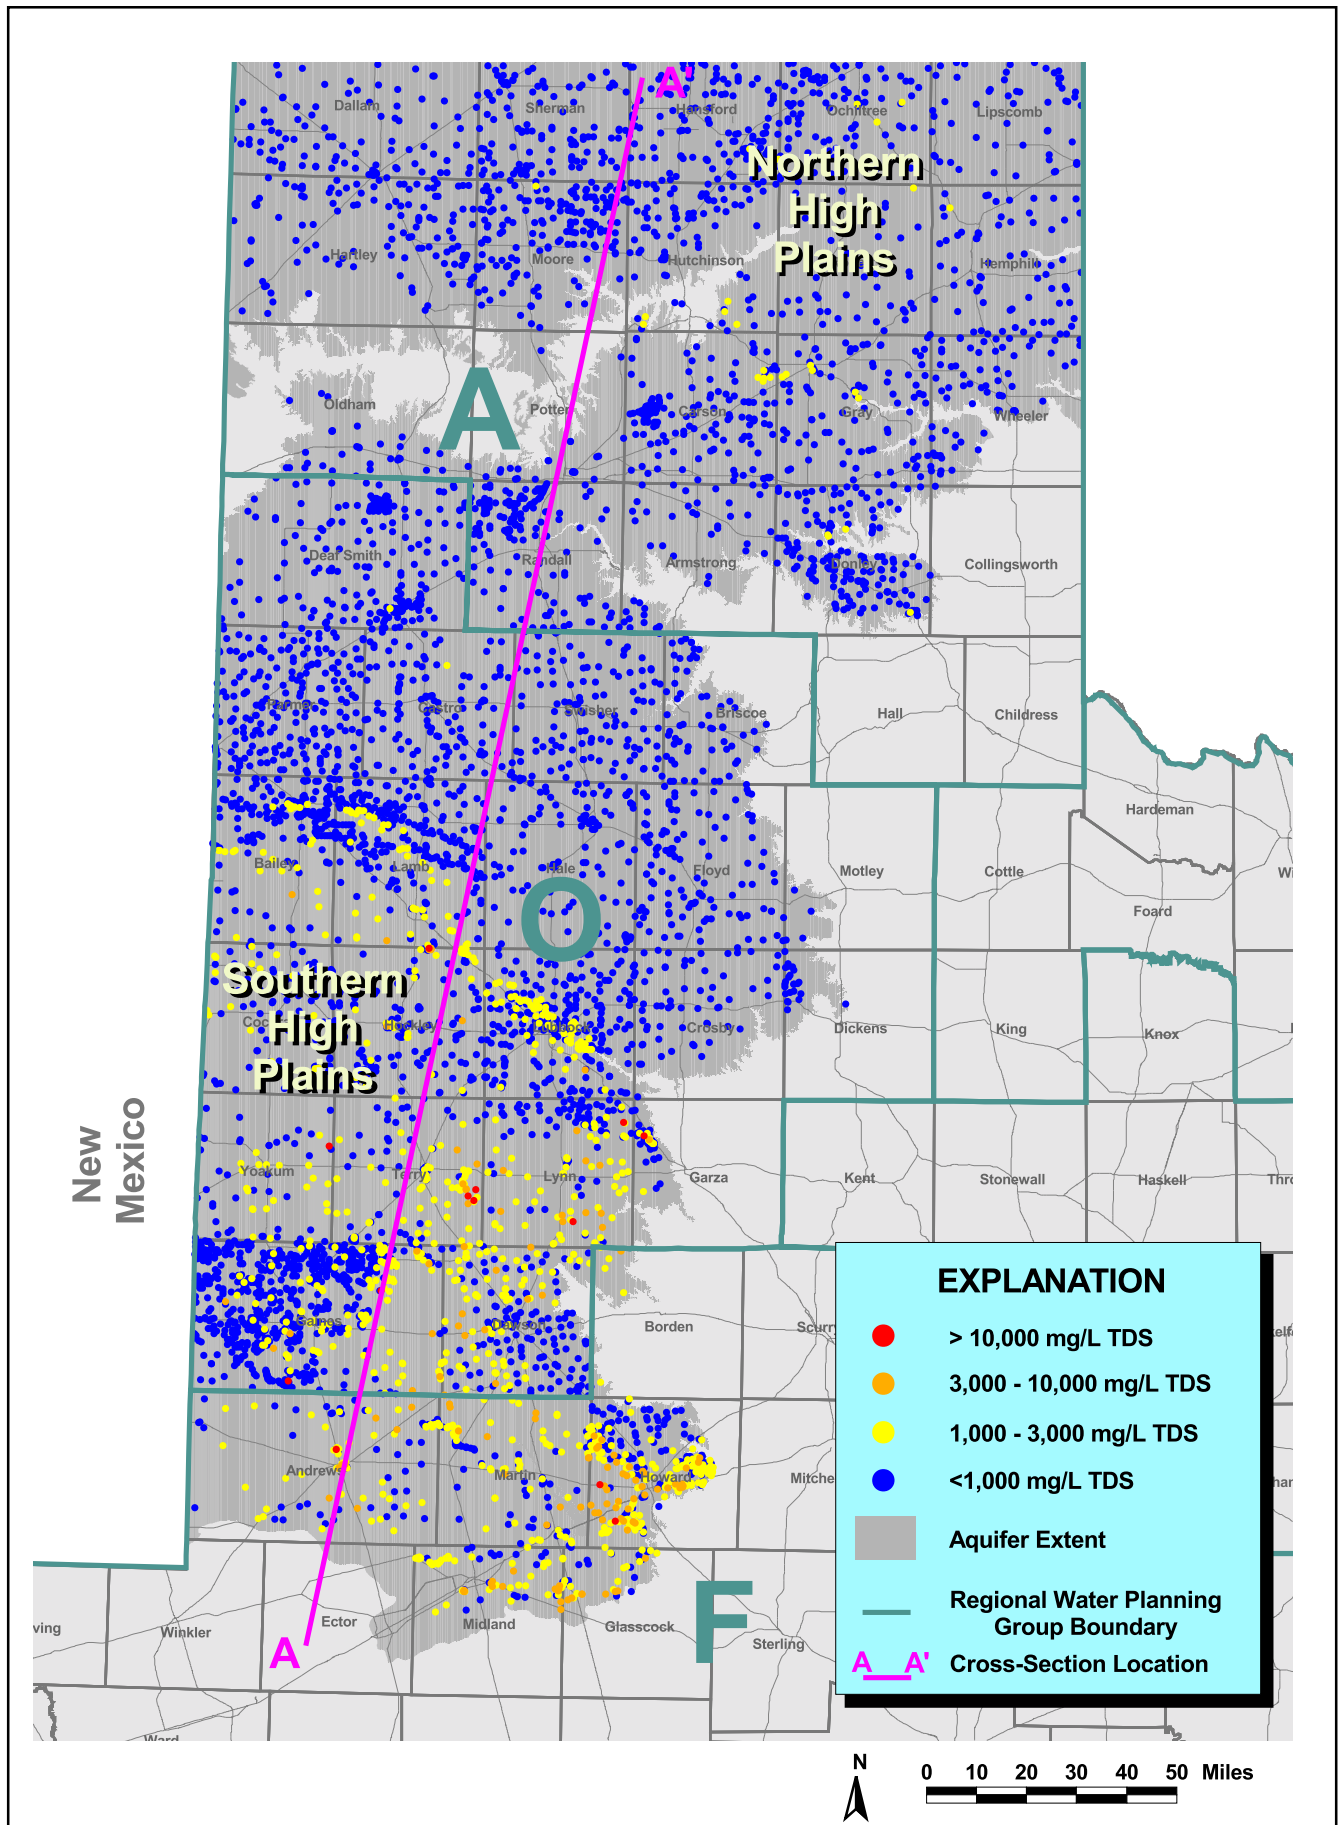 Dallam
Sherman
A'
Hansford
Ochiltree
Lipscomb
Northern
High
Plains
Hartley
Moore
Hutchinson
Hemphill
Oldham
A
Potter
Carson
Gray
Wheeler
Deaf Smith
Randall
Armstrong
Donley
Collingsworth
Parmer
Castro
Swisher
Briscoe
Hall
Childress
Hardeman
Bailey
Lamb
Hale
Floyd
Motley
Cottle
Wi
Foard
O
Southern
High
Plains
Hockley
Lubbock
Crosby
Dickens
King
Knox
New
Mexico
Yoakum
Terry
Lynn
Garza
Kent
Stonewall
Haskell
Thro
Gaines
Dawson
Borden
Scurry
Andrews
Martin
Howard
Mitche
Ector
Midland
Glasscock
F
Sterling
ving
Winkler
A
Ward
EXPLANATION
> 10,000 mg/L TDS
3,000 - 10,000 mg/L TDS
1,000 - 3,000 mg/L TDS
<1,000 mg/L TDS
Aquifer Extent
Regional Water Planning
Group Boundary
A A' Cross-Section Location
N
0 10 20 30 40 50 Miles